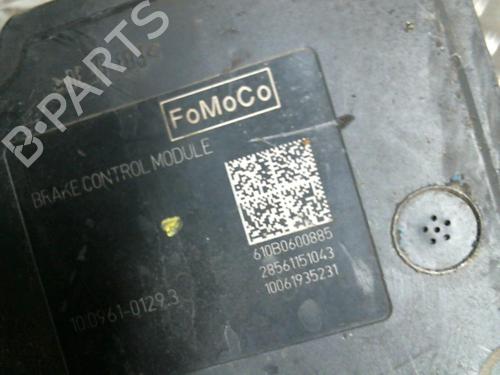 B-PARTS
FoMoCo
BRAKE CONTROL MODULE
610B0600885
28561151043
10061935231
10.0961-0129.3